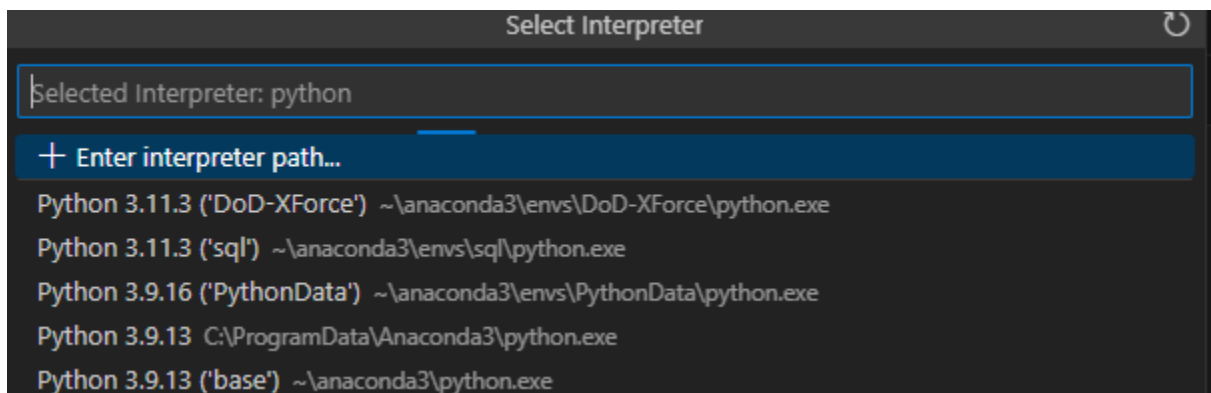 Select Interpreter
Selected Interpreter: python
+ Enter interpreter path...
Python 3.11.3 ('DoD-XForce') ~\anaconda3\envs\DoD-XForce\python.exe
Python 3.11.3 ('sql') ~\anaconda3\envs\sql\python.exe
Python 3.9.16 ('PythonData') ~\anaconda3\envs\PythonData\python.exe
Python 3.9.13 C:\ProgramData\Anaconda3\python.exe
Python 3.9.13 ('base') ~\anaconda3\python.exe